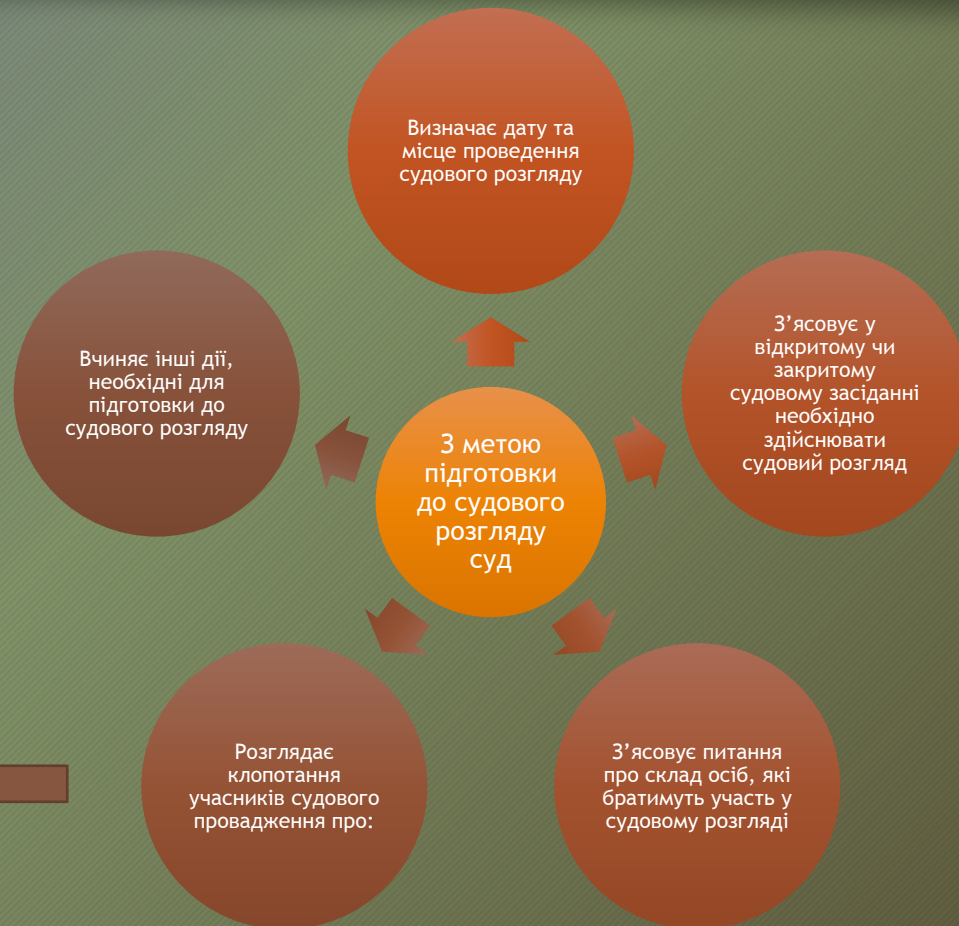 Визначає дату та
місце проведення
судового розгляду
З’ясовує у
відкритого чи
закритому
судовому засіданні
необхідно
здійснювати
судовий розгляд
Вчиняє інші дії,
необхідні для
підготовки до
судового розгляду
З метою
підготовки
до судового
розгляду
суд
Розглядає
клопотання
учасників судового
провадження про:
З’ясовує питання
про склад осіб, які
братимуть участь у
судовому розгляді